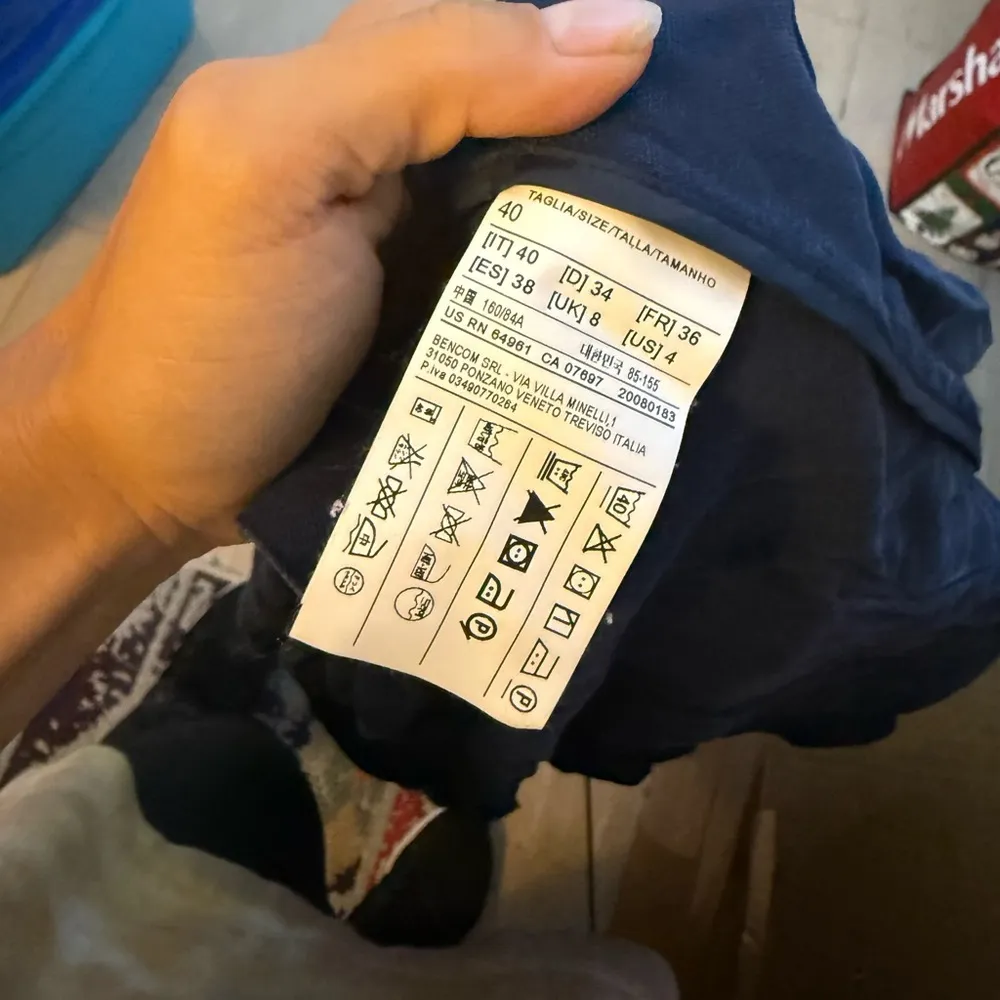 TAGLIA/SIZE/TALLA/TAMANHO
40
[IT] 40 [D] 34 [FR] 36
[ES] 38 [UK] 8 [US] 4
中国 160/84A 대한민국 85-155
US RN 64961 CA 07697 20080183
BENCOM SRL - VIA VILLA MINELLI,1
31050 PONZANO VENETO TREVISO ITALIA
P.iva 03490770264
40
P
P
Marsha